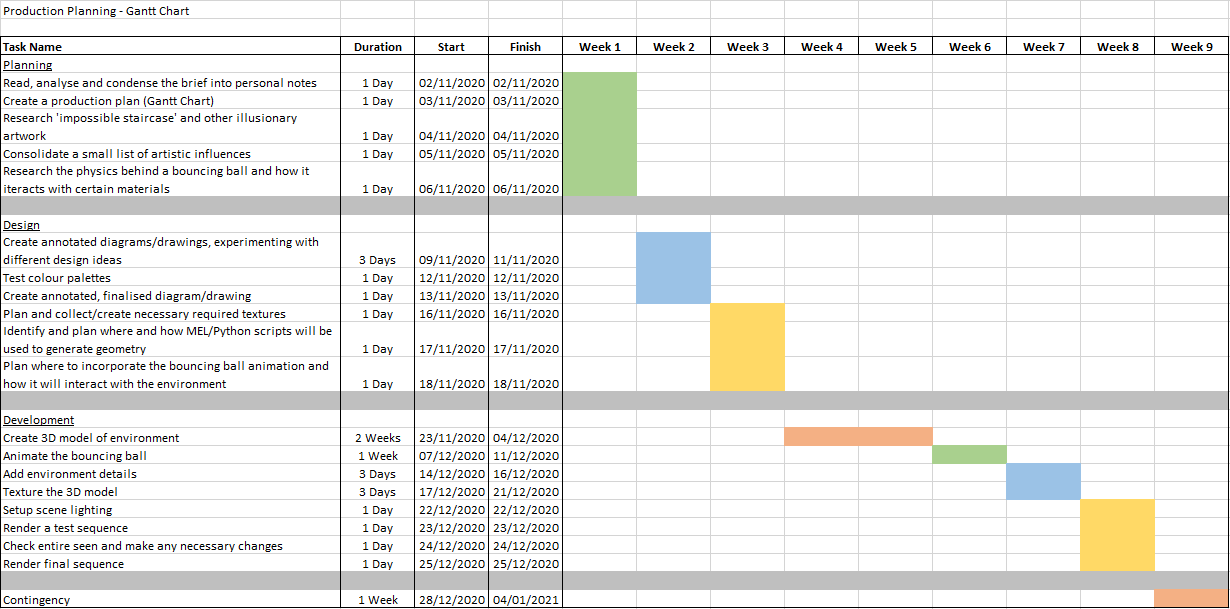 Production Planning - Gantt Chart
Task Name Duration Start Finish Week 1 Week 2 Week 3 Week 4 Week 5 Week 6 Week 7 Week 8 Week 9
Planning
Read, analyse and condense the brief into personal notes 1 Day 02/11/2020 02/11/2020
Create a production plan (Gantt Chart) 1 Day 03/11/2020 03/11/2020
Research 'impossible staircase' and other illusionary
artwork 1 Day 04/11/2020 04/11/2020
Consolidate a small list of artistic influences 1 Day 05/11/2020 05/11/2020
Research the physics behind a bouncing ball and how it
iteracts with certain materials 1 Day 06/11/2020 06/11/2020
Design
Create annotated diagrams/drawings, experimenting with
different design ideas 3 Days 09/11/2020 11/11/2020
Test colour palettes 1 Day 12/11/2020 12/11/2020
Create annotated, finalised diagram/drawing 1 Day 13/11/2020 13/11/2020
Plan and collect/create necessary required textures 1 Day 16/11/2020 16/11/2020
Identify and plan where and how MEL/Python scripts will be
used to generate geometry 1 Day 17/11/2020 17/11/2020
Plan where to incorporate the bouncing ball animation and
how it will interact with the environment 1 Day 18/11/2020 18/11/2020
Development
Create 3D model of environment 2 Weeks 23/11/2020 04/12/2020
Animate the bouncing ball 1 Week 07/12/2020 11/12/2020
Add environment details 3 Days 14/12/2020 16/12/2020
Texture the 3D model 3 Days 17/12/2020 21/12/2020
Setup scene lighting 1 Day 22/12/2020 22/12/2020
Render a test sequence 1 Day 23/12/2020 23/12/2020
Check entire seen and make any necessary changes 1 Day 24/12/2020 24/12/2020
Render final sequence 1 Day 25/12/2020 25/12/2020
Contingency 1 Week 28/12/2020 04/01/2021